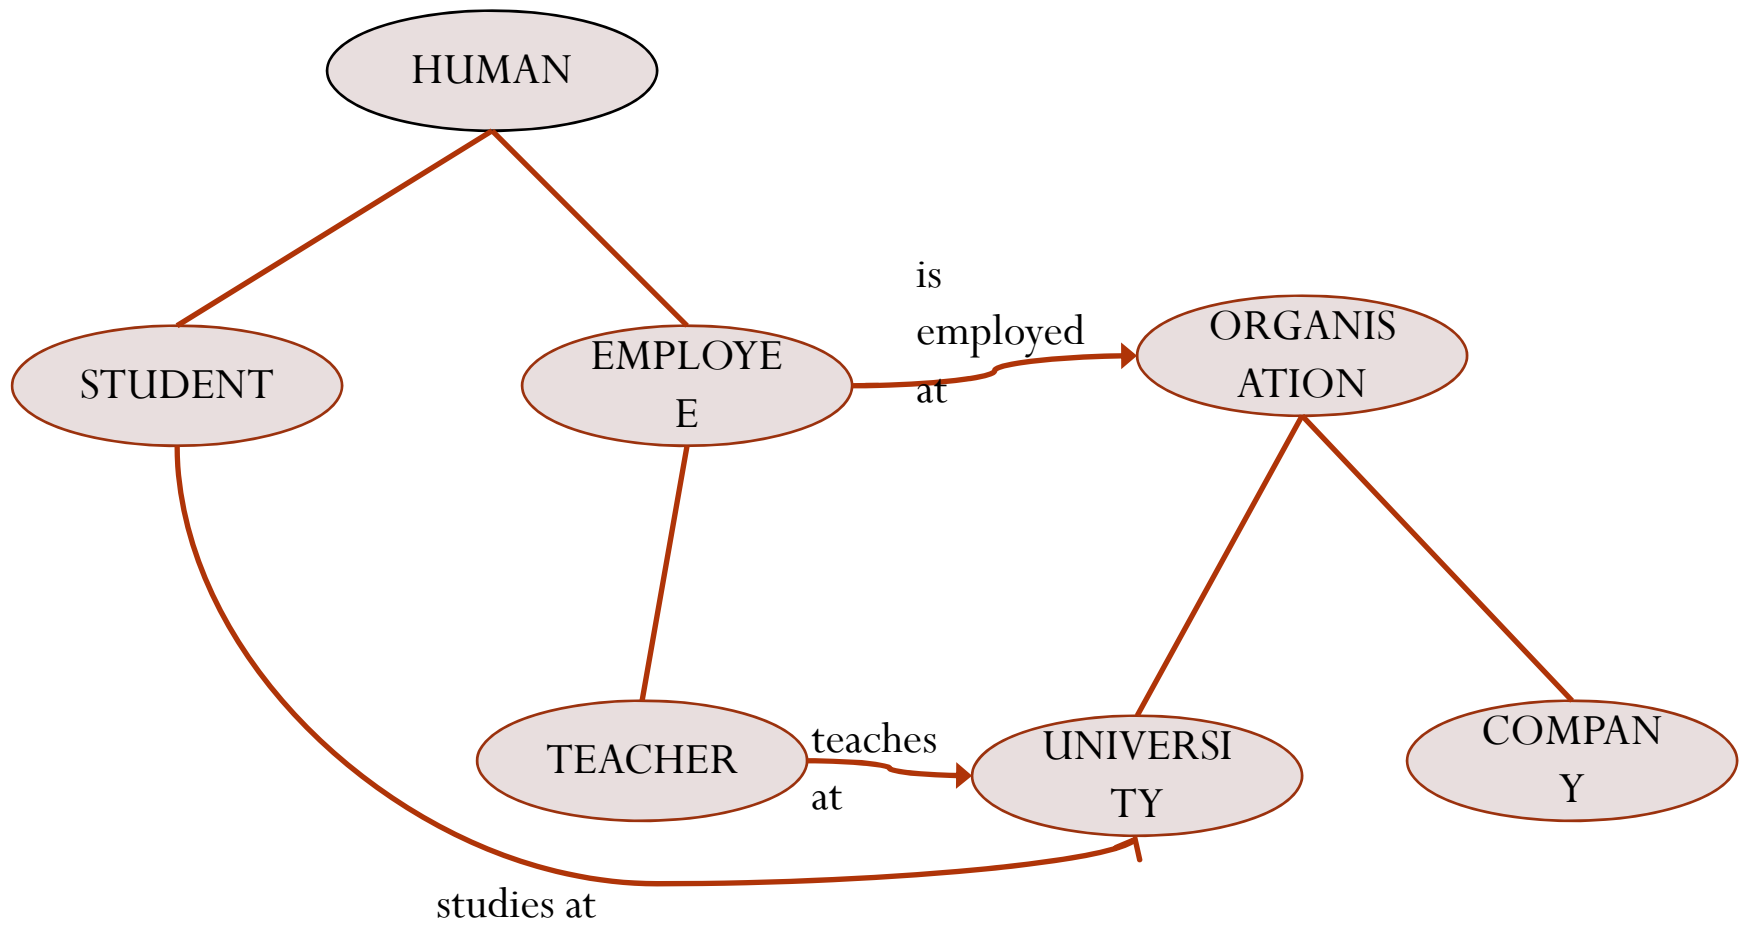 HUMAN
is
employed
at
ORGANIS
ATION
STUDENT
EMPLOYE
E
TEACHER
teaches
at
UNIVERSI
TY
COMPAN
Y
studies at